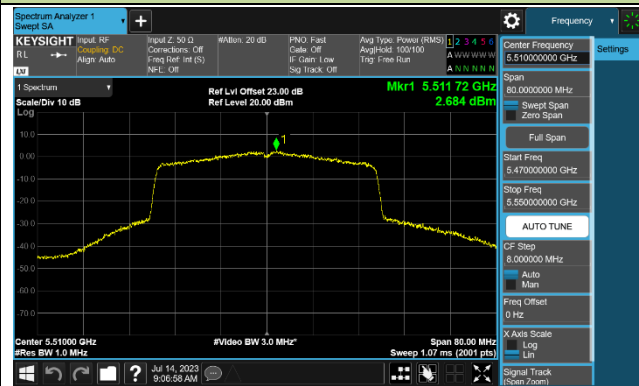 Spectrum Analyzer 1
Swept SA
Frequency
KEYSIGHT
RL
LXI
Input: RF
Coupling: DC
Align: Auto
Input Z: 50 Ω
Corrections: Off
Freq Ref: Int (S)
NFE: Off
#Atten: 20 dB
PNO: Fast
Gate: Off
IF Gain: Low
Sig Track: Off
Avg Type: Power (RMS)
Avg|Hold: 100/100
Trig: Free Run
1 2 3 4 5 6
A W W W W W
A N N N N N
1 Spectrum
Scale/Div 10 dB
Log
Ref Lvl Offset 23.00 dB
Ref Level 20.00 dBm
Mkr1 5.511 72 GHz
2.684 dBm
1
10.0
0.00
-10.0
-20.0
-30.0
-40.0
-50.0
-60.0
-70.0
Center 5.51000 GHz
#Res BW 1.0 MHz
#Video BW 3.0 MHz*
Span 80.00 MHz
Sweep 1.07 ms (2001 pts)
Jul 14, 2023
9:06:58 AM
Center Frequency
5.510000000 GHz
Settings
Span
80.0000000 MHz
Swept Span
Zero Span
Full Span
Start Freq
5.470000000 GHz
Stop Freq
5.550000000 GHz
AUTO TUNE
CF Step
8.000000 MHz
Auto
Man
Freq Offset
0 Hz
X Axis Scale
Log
Lin
Signal Track
(Span Zoom)